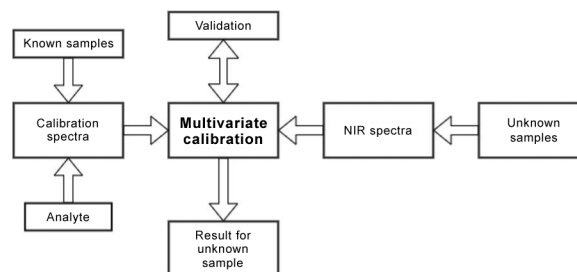 Validation
Known samples
Calibration
spectra
Multivariate
calibration
NIR spectra
Unknown
samples
Analyte
Result for
unknown
sample